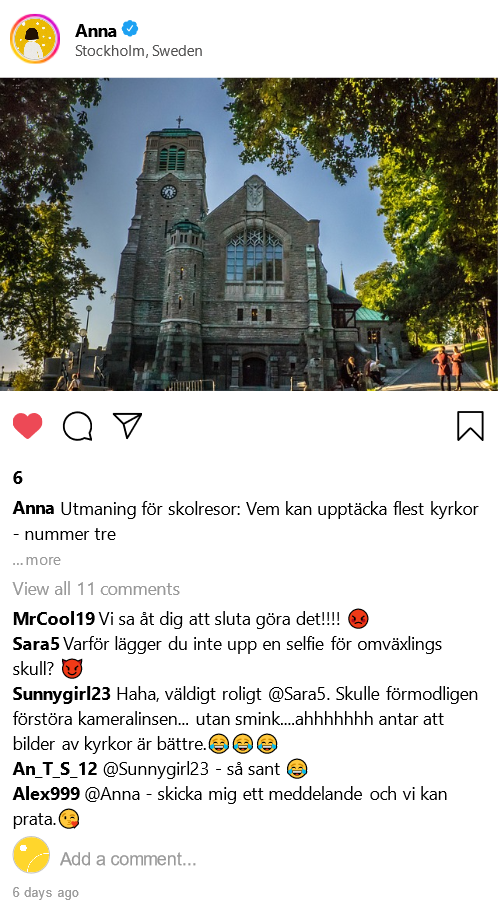 Anna
Stockholm, Sweden
6
Anna Utmaning för skolresor: Vem kan upptäcka flest kyrkor
- nummer tre
...more
View all 11 comments
MrCool19 Vi sa åt dig att sluta göra det!!!! 😡
Sara5 Varför lägger du inte upp en selfie för omväxlings
skull? 😈
Sunnygirl23 Haha, väldigt roligt @Sara5. Skulle förmodligen
förstöra kameralinsen... utan smink....ahhhhhhh antar att
bilder av kyrkor är bättre.😂😂😂
An_T_S_12 @Sunnygirl23 - så sant 😂
Alex999 @Anna - skicka mig ett meddelande och vi kan
prata.😘
Add a comment...
6 days ago